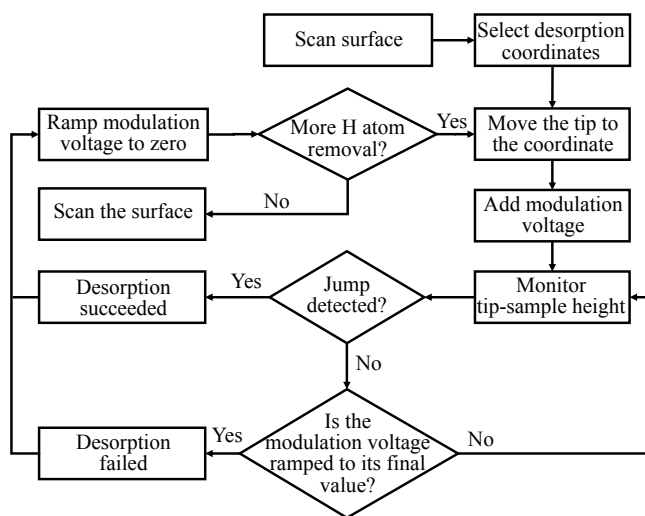 Scan surface
Select desorption
coordinates
Ramp modulation
voltage to zero
More H atom
removal?
Yes
Move the tip to
the coordinate
No
Scan the surface
Add modulation
voltage
Desorption
succeeded
Yes
Jump
detected?
Monitor
tip-sample height
No
Desorption
failed
Yes
Is the
modulation voltage
ramped to its final
value?
No